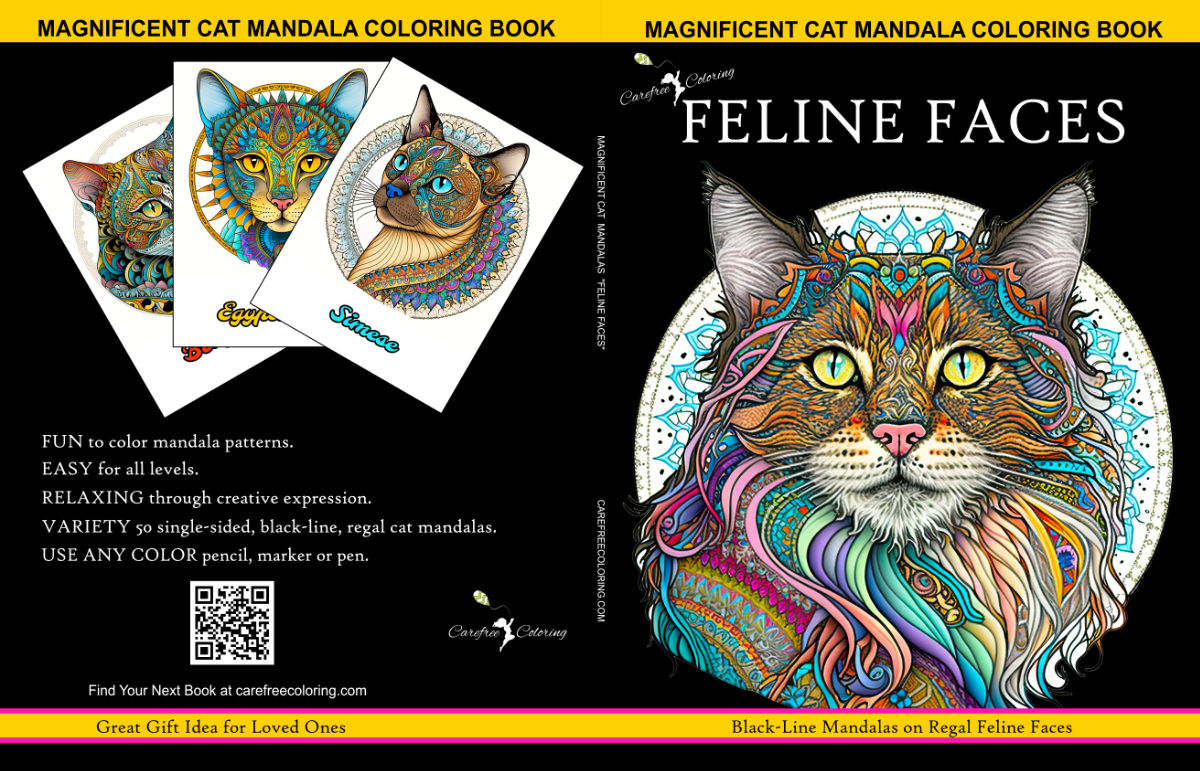 MAGNIFICENT CAT MANDALA COLORING BOOK
Simese
FUN to color mandala patterns.
EASY for all levels.
RELAXING through creative expression.
VARIETY 50 single-sided, black-line, regal cat mandalas.
USE ANY COLOR pencil, marker or pen.
Carefree Coloring
Find Your Next Book at carefreecoloring.com
Great Gift Idea for Loved Ones
MAGNIFICENT CAT MANDALAS "FELINE FACES"
CAREFREECOLORING.COM
MAGNIFICENT CAT MANDALA COLORING BOOK
Carefree Coloring
FELINE FACES
Black-Line Mandalas on Regal Feline Faces